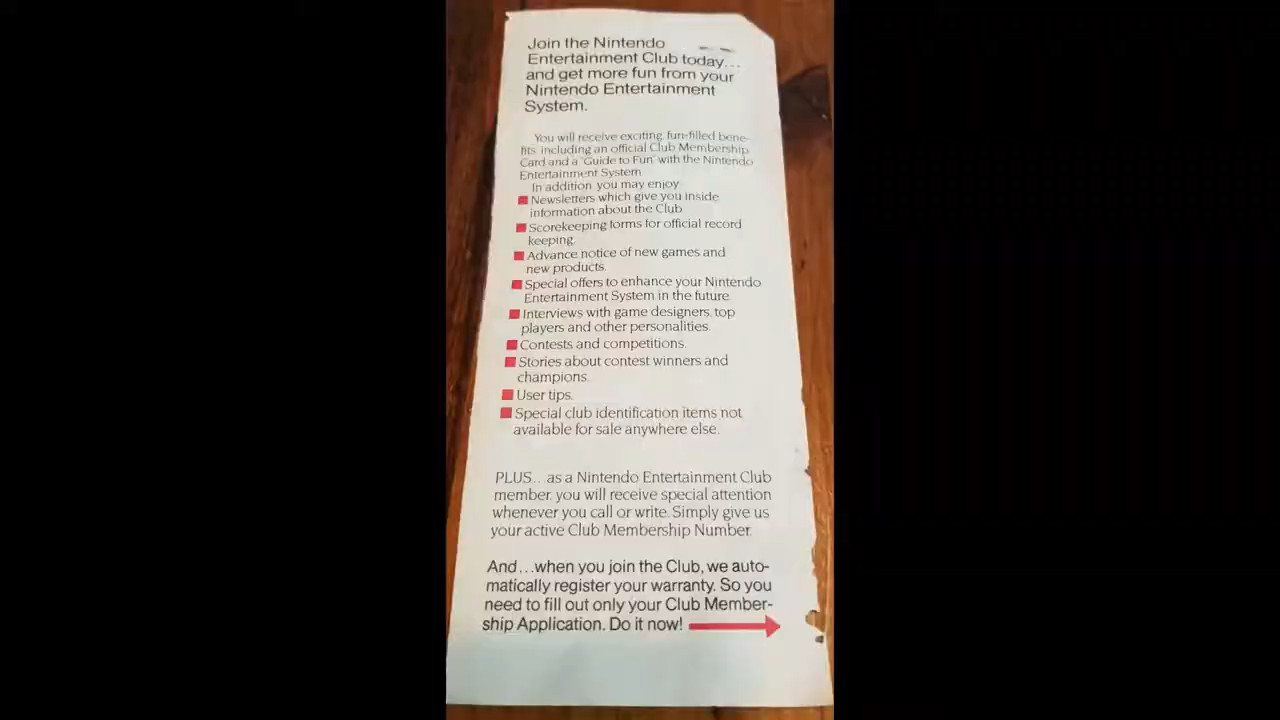 Join the Nintendo
Entertainment Club today...
and get more fun from your
Nintendo Entertainment
System.
You will receive exciting, fun-filled bene-
fits including an official Club Membership
Card and a "Guide to Fun" with the Nintendo
Entertainment System
In addition you may enjoy
Newsletters which give you inside
information about the Club
Scorekeeping forms for official record
keeping.
Advance notice of new games and
new products.
Special offers to enhance your Nintendo
Entertainment System in the future
Interviews with game designers, top
players and other personalities.
Contests and competitions.
Stories about contest winners and
champions.
User tips.
Special club identification items not
available for sale anywhere else.
PLUS...as a Nintendo Entertainment Club
member, you will receive special attention
whenever you call or write. Simply give us
your active Club Membership Number.
And...when you join the Club, we auto-
matically register your warranty. So you
need to fill out only your Club Member-
ship Application. Do it now!